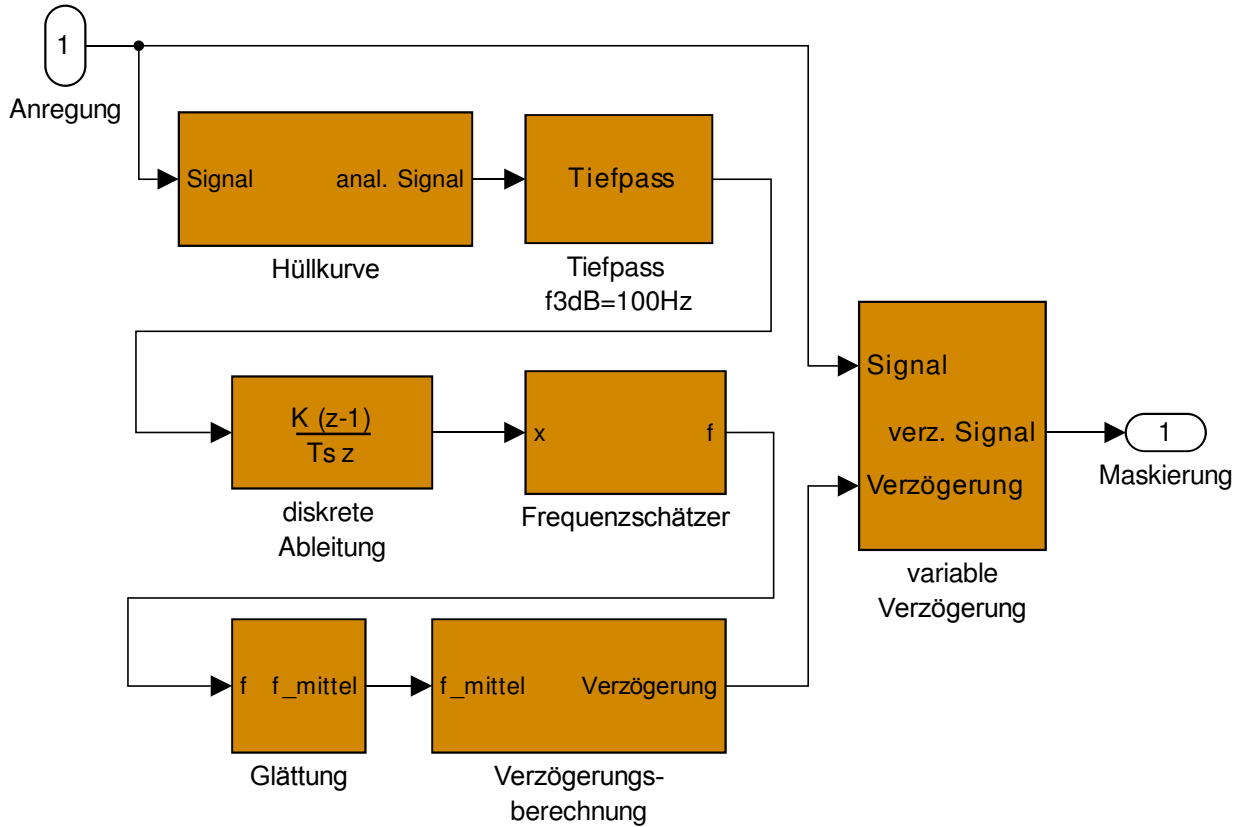 1
Anregung
Signal anal. Signal
Hüllkurve
Tiefpass
Tiefpass
f3dB=100Hz
K (z-1)
Ts z
diskrete
Ableitung
x f
Frequenzschätzer
f f_mittel
Glättung
f_mittel Verzögerung
Verzögerungs-
berechnung
Signal
verz. Signal
Verzögerung
variable
Verzögerung
1
Maskierung